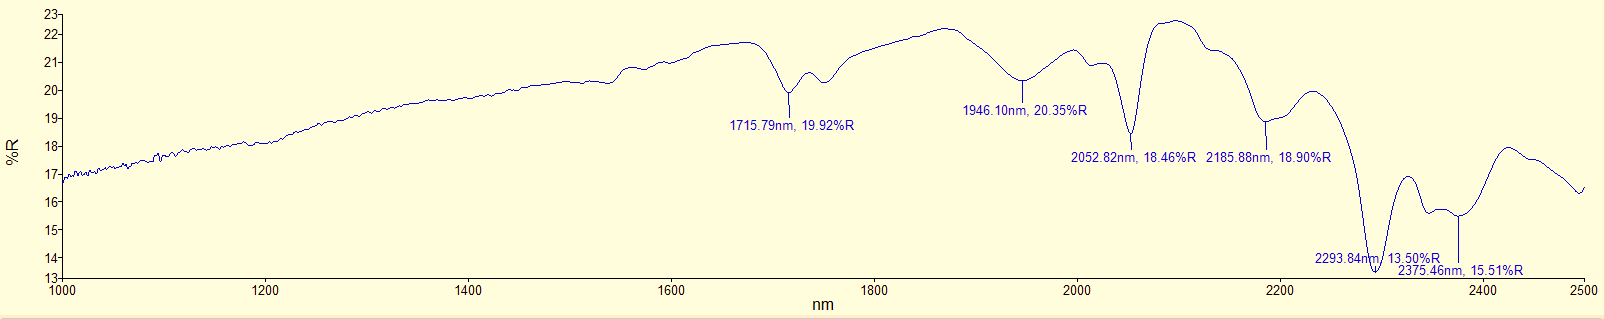 23
22
21
20
19
18
17
16
15
14
13
%R
1715.79nm, 19.92%R
1946.10nm, 20.35%R
2052.82nm, 18.46%R
2185.88nm, 18.90%R
2293.84nm, 13.50%R
2375.46nm, 15.51%R
1000 1200 1400 1600 1800 2000 2200 2400 2500
nm